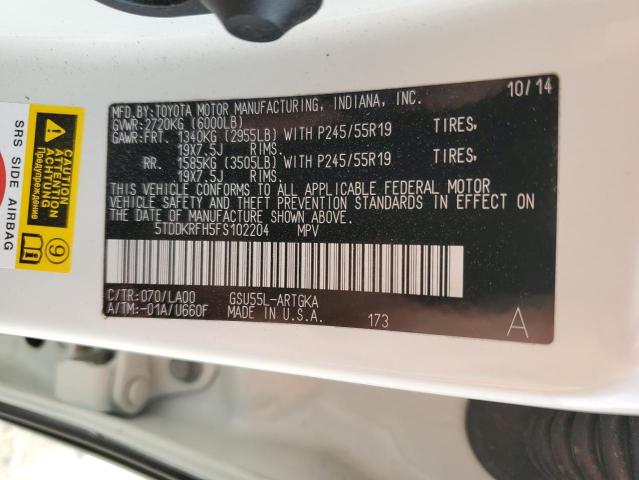 MFD.BY:TOYOTA MOTOR MANUFACTURING, INDIANA, INC. 10/14
GVWR:2720KG (6000LB)
GAWR:FRT. 1340KG (2955LB) WITH P245/55R19 TIRES,
19X7.5J RIMS.
RR. 1585KG (3505LB) WITH P245/55R19 TIRES,
19X7.5J RIMS.
THIS VEHICLE CONFORMS TO ALL APPLICABLE FEDERAL MOTOR
VEHICLE SAFETY AND THEFT PREVENTION STANDARDS IN EFFECT ON
THE DATE OF MANUFACTURE SHOWN ABOVE.
5TDDKRFH5FS102204 MPV
C/TR:070/LA00 GSU55L-ARTGKA
A/TM:-01A/U660F MADE IN U.S.A. 173 A
SRS SIDE AIRBAG
CAUTION
ATTENTION
Предупреждение
9